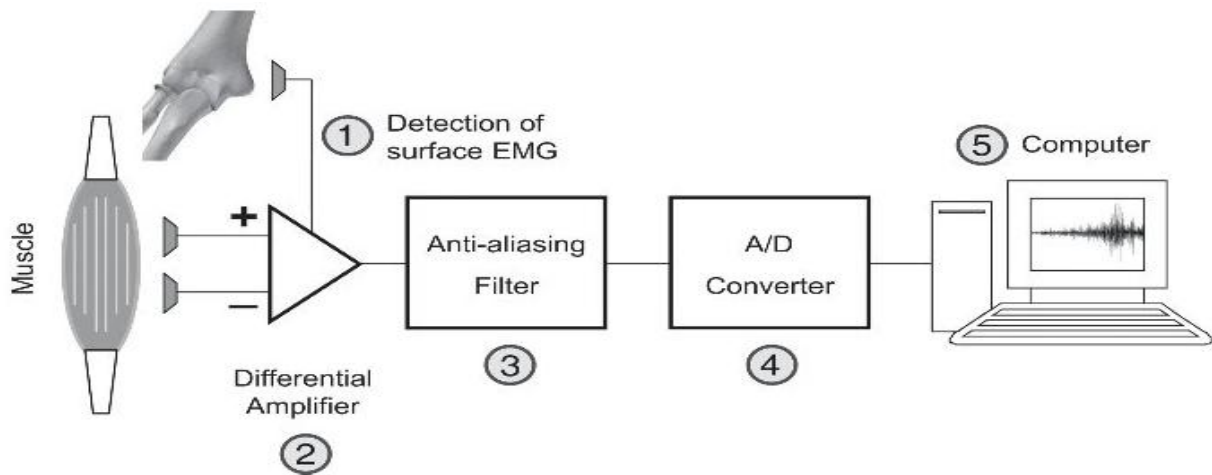 1
Detection of
surface EMG
5
Computer
Muscle
+
−
Anti-aliasing
Filter
A/D
Converter
3
4
Differential
Amplifier
2